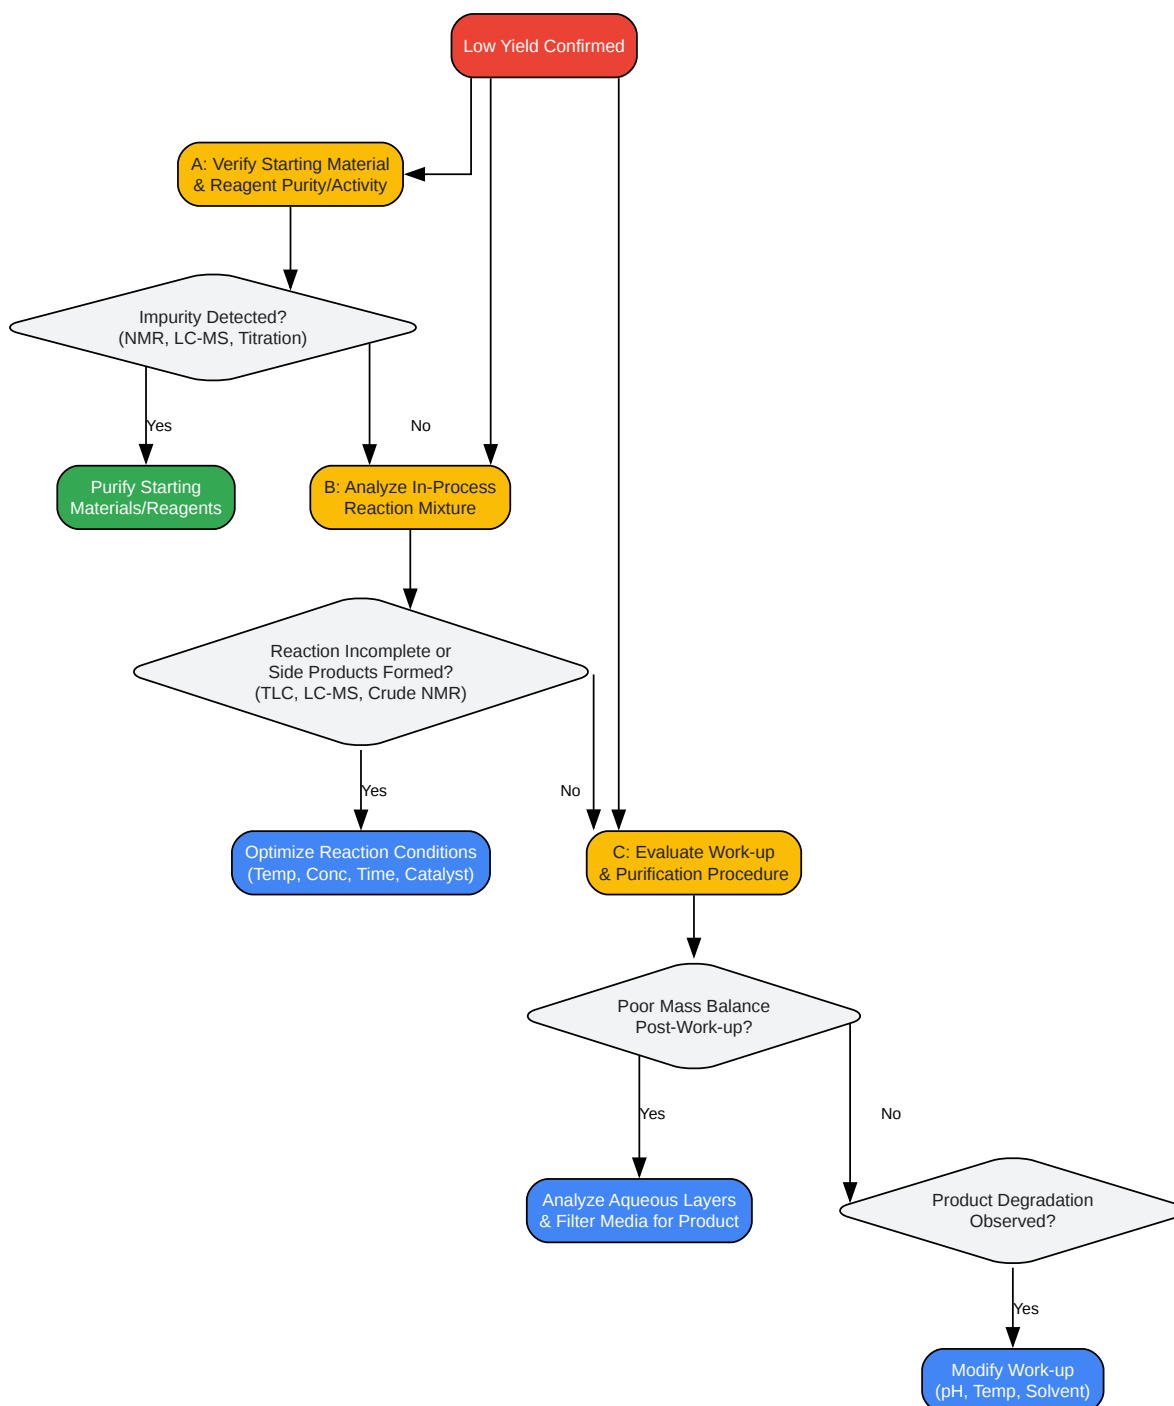 Low Yield Confirmed
A: Verify Starting Material
& Reagent Purity/Activity
Impurity Detected?
(NMR, LC-MS, Titration)
Yes
No
Purify Starting
Materials/Reagents
B: Analyze In-Process
Reaction Mixture
Reaction Incomplete or
Side Products Formed?
(TLC, LC-MS, Crude NMR)
Yes
No
Optimize Reaction Conditions
(Temp, Conc, Time, Catalyst)
C: Evaluate Work-up
& Purification Procedure
Poor Mass Balance
Post-Work-up?
Yes
No
Analyze Aqueous Layers
& Filter Media for Product
Product Degradation
Observed?
Yes
Modify Work-up
(pH, Temp, Solvent)